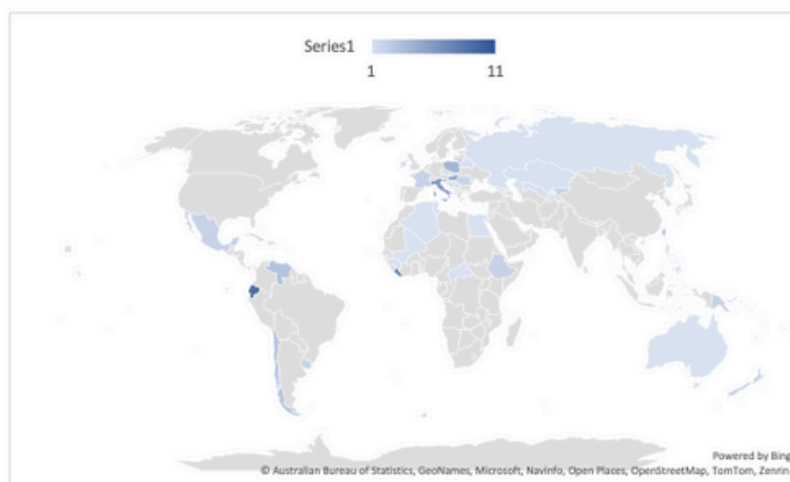 Series1
1 11
Powered by Bing
© Australian Bureau of Statistics, GeoNames, Microsoft, Navinfo, Open Places, OpenStreetMap, TomTom, Zenrin